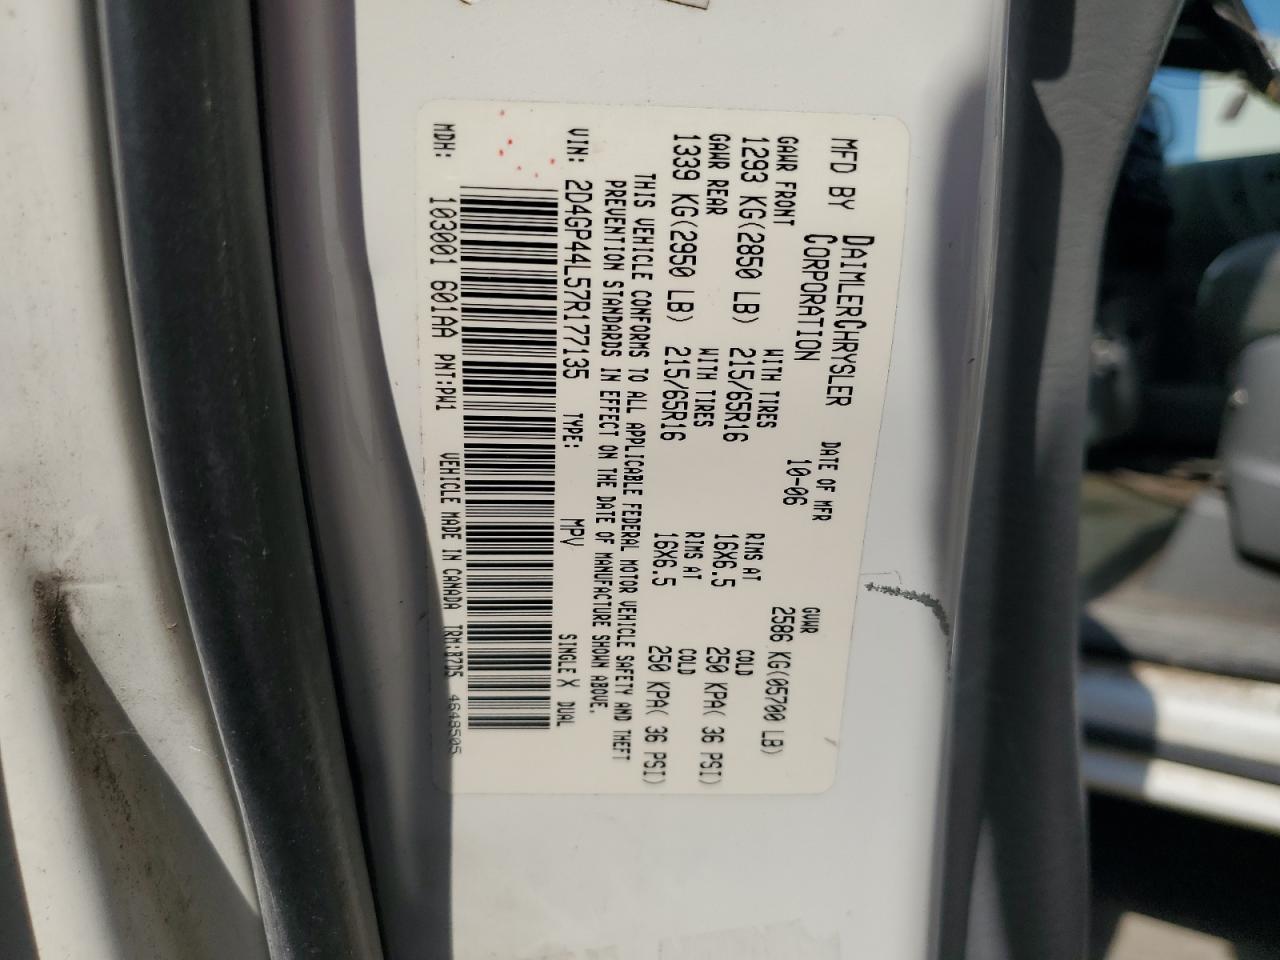 MFD BY DAIMLERCHRYSLER CORPORATION DATE OF MFR 10-06 GVWR 2586 KG(05700 LB)
GAWR FRONT WITH TIRES RIMS AT COLD
1293 KG(2850 LB) 215/65R16 16X6.5 250 KPA( 36 PSI)
GAWR REAR WITH TIRES RIMS AT COLD
1339 KG(2950 LB) 215/65R16 16X6.5 250 KPA( 36 PSI)
THIS VEHICLE CONFORMS TO ALL APPLICABLE FEDERAL MOTOR VEHICLE SAFETY AND THEFT
PREVENTION STANDARDS IN EFFECT ON THE DATE OF MANUFACTURE SHOWN ABOVE.
VIN: 2D4GP44L57R177135 TYPE: MPV SINGLE X DUAL
MDH: 103001 601AA PNT:PW1 VEHICLE MADE IN CANADA TRM:B7D5 4648505